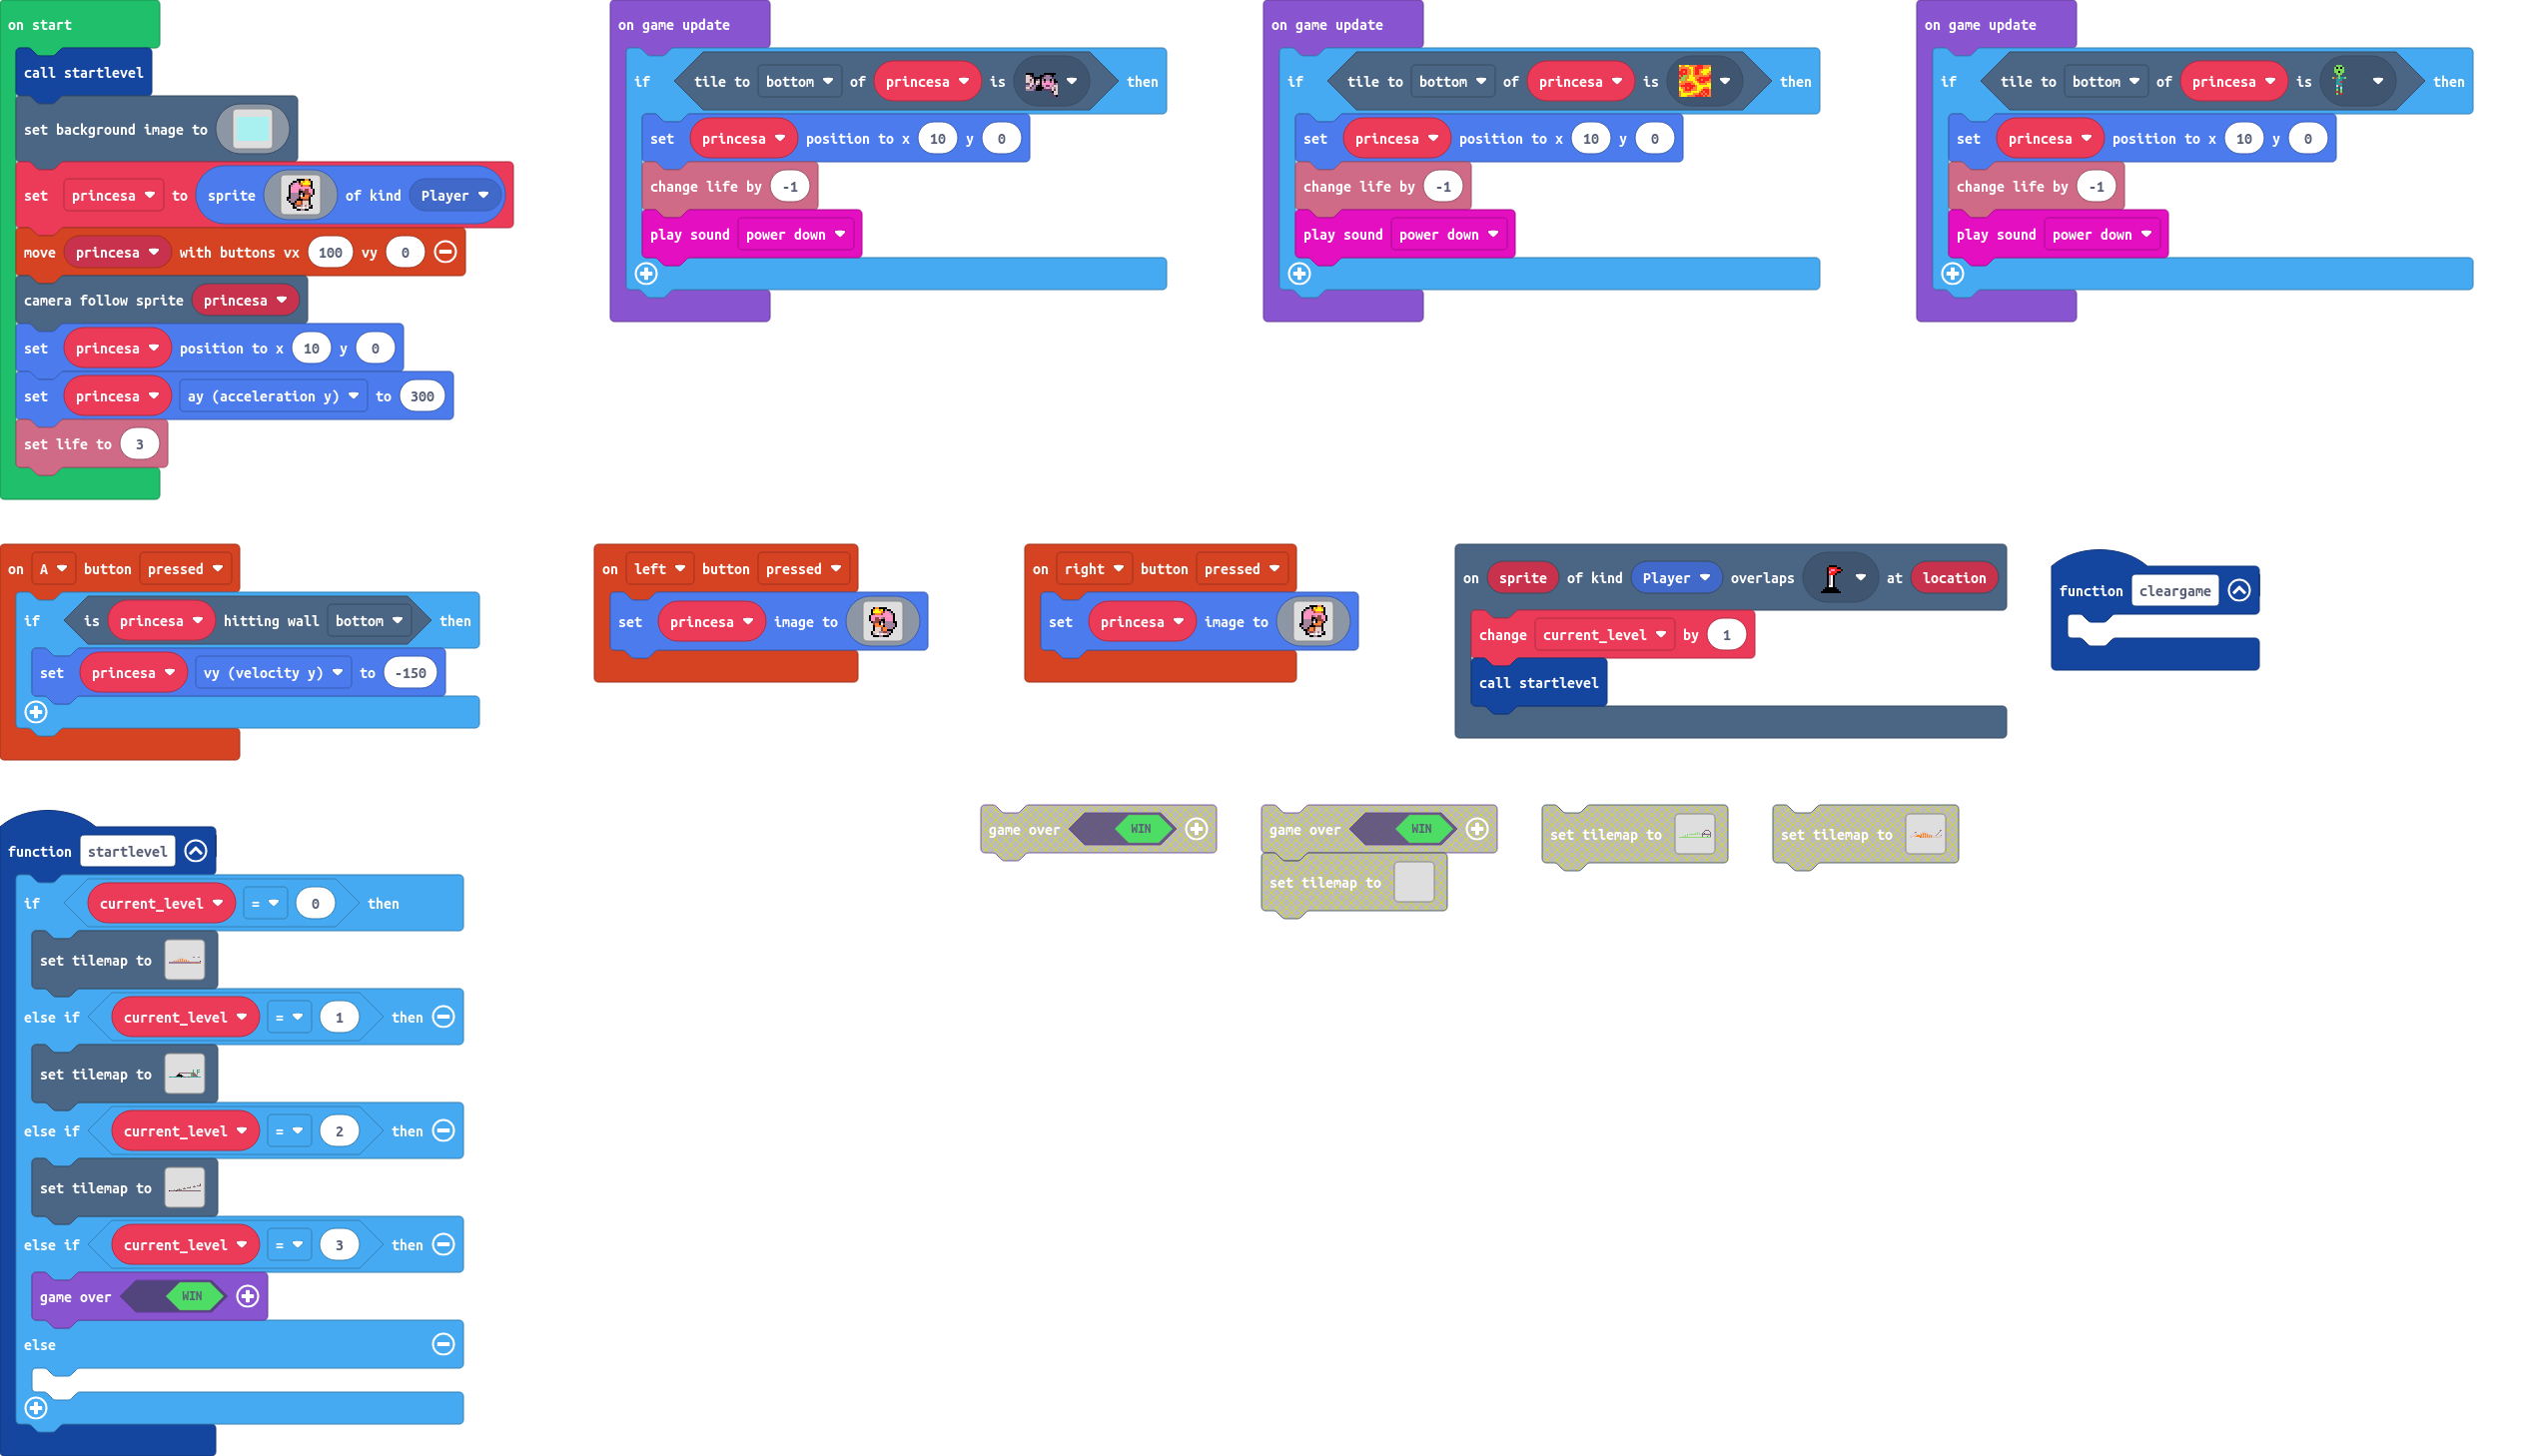 on start
call startlevel
set background image to
set princesa to sprite of kind Player
move princesa with buttons vx 100 vy 0
camera follow sprite princesa
set princesa position to x 10 y 0
set princesa ay (acceleration y) to 300
set life to 3
on game update
if tile to bottom of princesa is then
set princesa position to x 10 y 0
change life by -1
play sound power down
on game update
if tile to bottom of princesa is then
set princesa position to x 10 y 0
change life by -1
play sound power down
on game update
if tile to bottom of princesa is then
set princesa position to x 10 y 0
change life by -1
play sound power down
on A button pressed
if is princesa hitting wall bottom then
set princesa vy (velocity y) to -150
on left button pressed
set princesa image to
on right button pressed
set princesa image to
on sprite of kind Player overlaps at location
change current_level by 1
call startlevel
function cleargame
function startlevel
if current_level = 0 then
set tilemap to
else if current_level = 1 then
set tilemap to
else if current_level = 2 then
set tilemap to
else if current_level = 3 then
game over WIN
else
game over WIN
game over WIN
set tilemap to
set tilemap to
set tilemap to